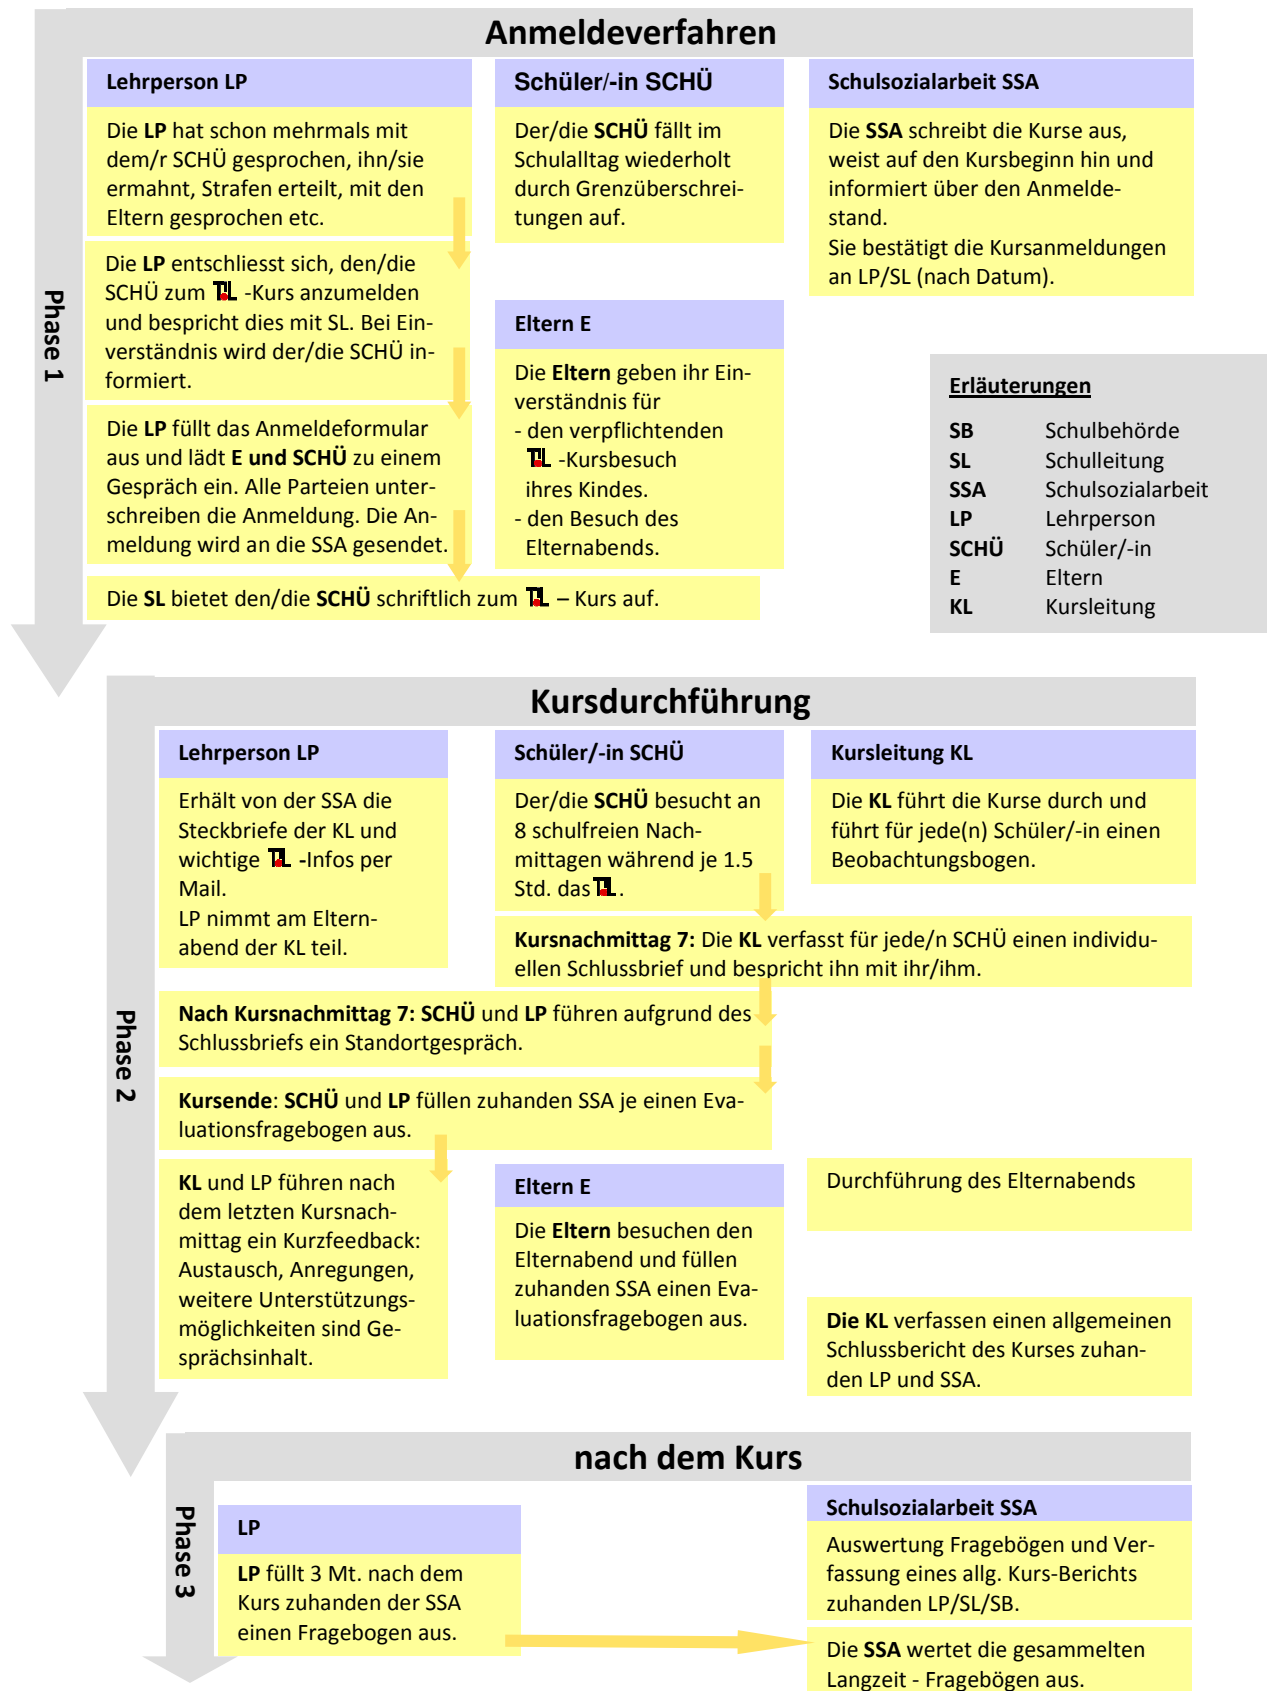 Anmeldeverfahren
Phase 1
Lehrperson LP
Die LP hat schon mehrmals mit
dem/r SCHÜ gesprochen, ihn/sie
ermahnt, Strafen erteilt, mit den
Eltern gesprochen etc.
Die LP entschliesst sich, den/die
SCHÜ zum TL -Kurs anzumelden
und bespricht dies mit SL. Bei Ein-
verständnis wird der/die SCHÜ in-
formiert.
Die LP füllt das Anmeldeformular
aus und lädt E und SCHÜ zu einem
Gespräch ein. Alle Parteien unter-
schreiben die Anmeldung. Die An-
meldung wird an die SSA gesendet.
Die SL bietet den/die SCHÜ schriftlich zum TL – Kurs auf.
Schüler/-in SCHÜ
Der/die SCHÜ fällt im
Schulalltag wiederholt
durch Grenzüberschrei-
tungen auf.
Eltern E
Die Eltern geben ihr Ein-
verständnis für
- den verpflichtenden
TL -Kursbesuch
ihres Kindes.
- den Besuch des
Elternabends.
Schulsozialarbeit SSA
Die SSA schreibt die Kurse aus,
weist auf den Kursbeginn hin und
informiert über den Anmelde-
stand.
Sie bestätigt die Kursanmeldungen
an LP/SL (nach Datum).
Erläuterungen
SB Schulbehörde
SL Schulleitung
SSA Schulsozialarbeit
LP Lehrperson
SCHÜ Schüler/-in
E Eltern
KL Kursleitung
Kursdurchführung
Phase 2
Lehrperson LP
Erhält von der SSA die
Steckbriefe der KL und
wichtige TL -Infos per
Mail.
LP nimmt am Eltern-
abend der KL teil.
Schüler/-in SCHÜ
Der/die SCHÜ besucht an
8 schulfreien Nach-
mittagen während je 1.5
Std. das TL.
Kursleitung KL
Die KL führt die Kurse durch und
führt für jede(n) Schüler/-in einen
Beobachtungsbogen.
Kursnachmittag 7: Die KL verfasst für jede/n SCHÜ einen individu-
ellen Schlussbrief und bespricht ihn mit ihr/ihm.
Nach Kursnachmittag 7: SCHÜ und LP führen aufgrund des
Schlussbriefs ein Standortgespräch.
Kursende: SCHÜ und LP füllen zuhanden SSA je einen Eva-
luationsfragebogen aus.
KL und LP führen nach
dem letzten Kursnach-
mittag ein Kurzfeedback:
Austausch, Anregungen,
weitere Unterstützungs-
möglichkeiten sind Ge-
sprächsinhalt.
Eltern E
Die Eltern besuchen den
Elternabend und füllen
zuhanden SSA einen Eva-
luationsfragebogen aus.
Durchführung des Elternabends
Die KL verfassen einen allgemeinen
Schlussbericht des Kurses zuhan-
den LP und SSA.
nach dem Kurs
Phase 3
LP
LP füllt 3 Mt. nach dem
Kurs zuhanden der SSA
einen Fragebogen aus.
Schulsozialarbeit SSA
Auswertung Fragebögen und Ver-
fassung eines allg. Kurs-Berichts
zuhanden LP/SL/SB.
Die SSA wertet die gesammelten
Langzeit - Fragebögen aus.